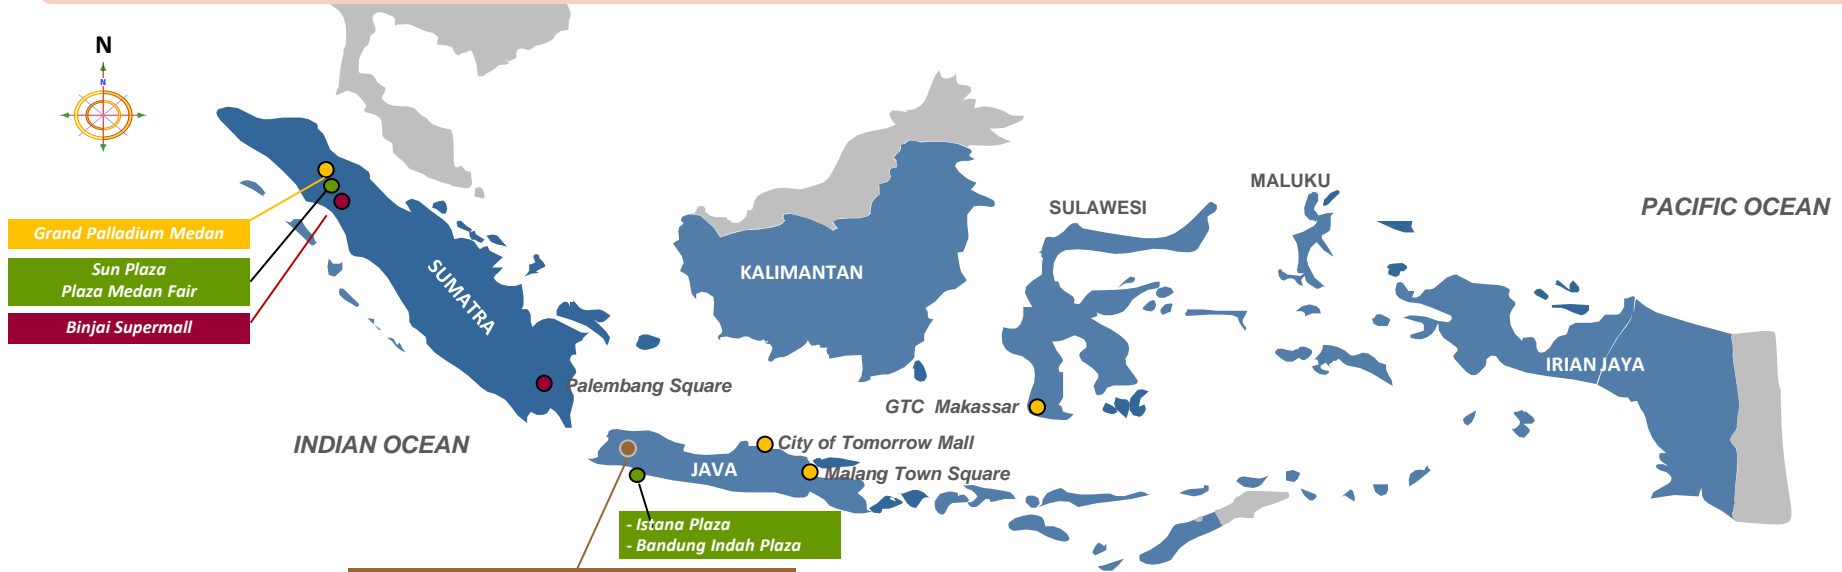 N
N
MALUKU
SULAWESI
PACIFIC OCEAN
Grand Palladium Medan
KALIMANTAN
Sun Plaza
Plaza Medan Fair
SUMATRA
Binjai Supermall
IRIAN JAYA
Palembang Square
GTC Makassar
INDIAN OCEAN
City of Tomorrow Mall
JAVA
Malang Town Square
- Istana Plaza
- Bandung Indah Plaza